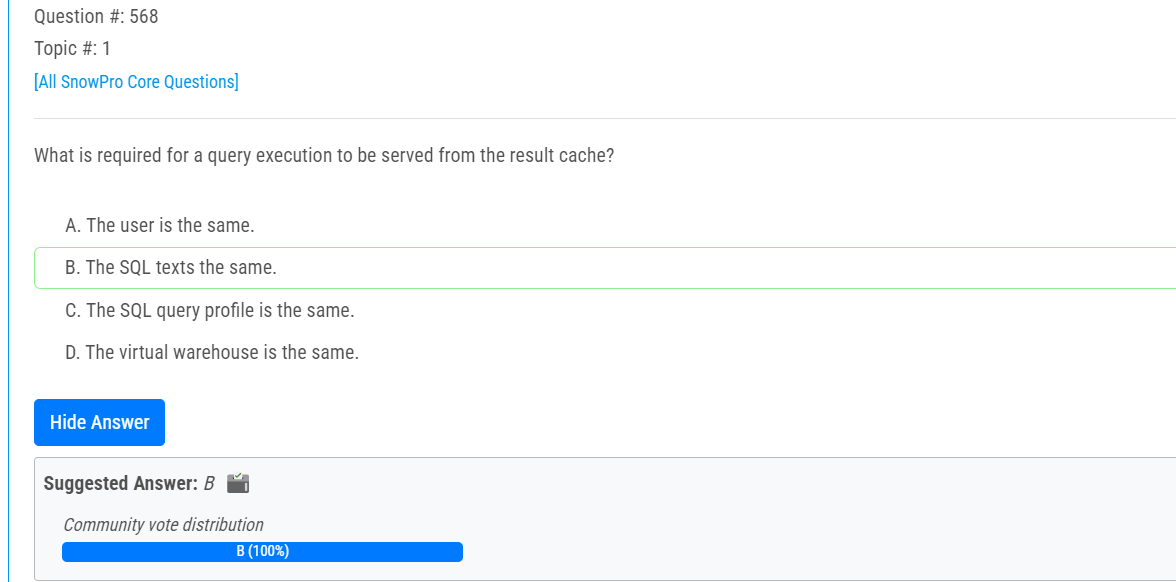 Question #: 568
Topic #: 1
[All SnowPro Core Questions]
What is required for a query execution to be served from the result cache?
A. The user is the same.
B. The SQL texts the same.
C. The SQL query profile is the same.
D. The virtual warehouse is the same.
Hide Answer
Suggested Answer: B
Community vote distribution
B (100%)